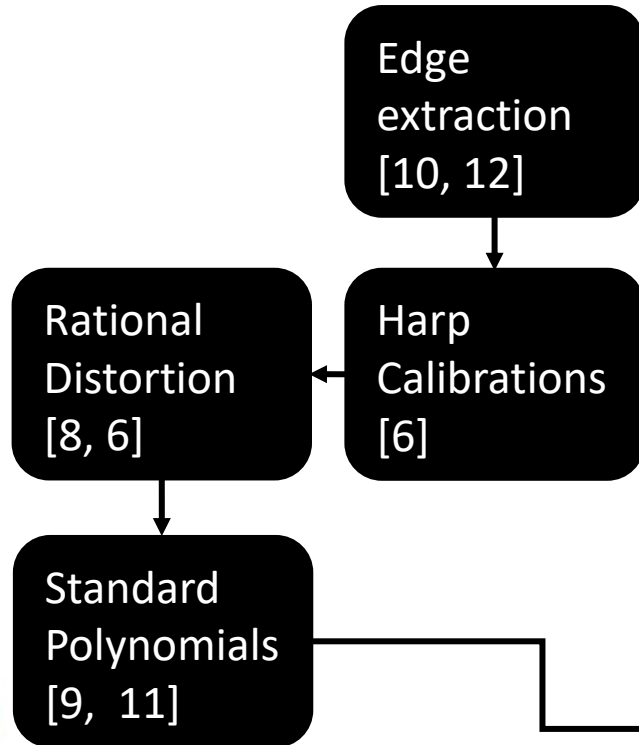 Edge
extraction
[10, 12]
Harp
Calibrations
[6]
Rational
Distortion
[8, 6]
Standard
Polynomials
[9,  11]